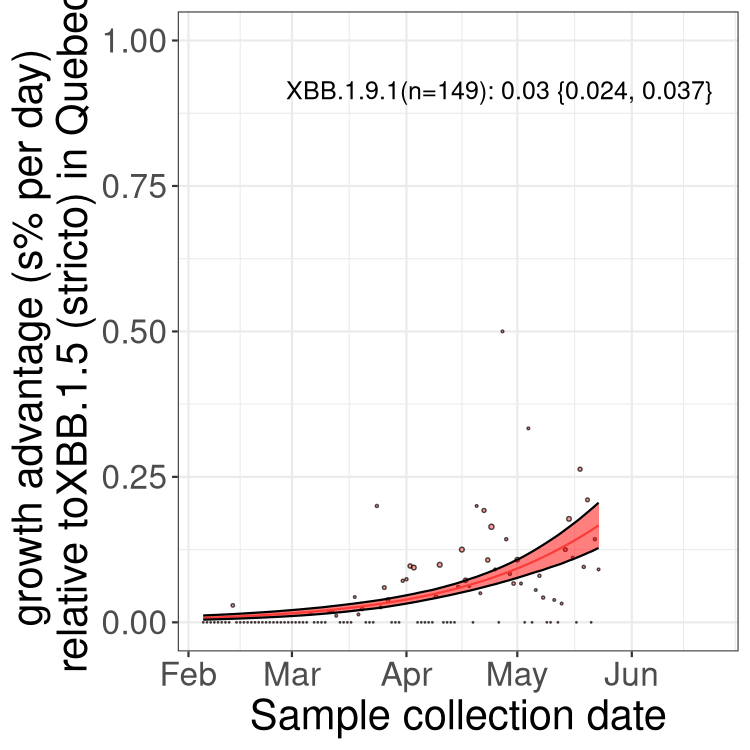 growth advantage (s% per day)
relative toXBB.1.5 (stricto) in Quebec
1.00
0.75
0.50
0.25
0.00
XBB.1.9.1(n=149): 0.03 {0.024, 0.037}
Feb Mar Apr May Jun
Sample collection date